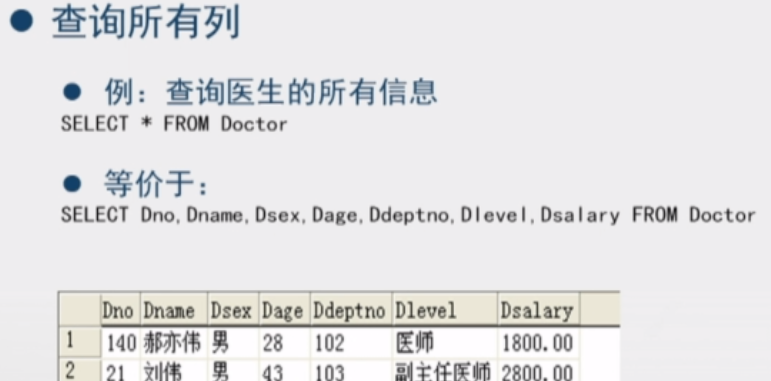 ● 查询所有列
● 例：查询医生的所有信息
SELECT * FROM Doctor
● 等价于：
SELECT Dno,Dname,Dsex,Dage,Ddeptno,Dlevel,Dsalary FROM Doctor
Dno Dname Dsex Dage Ddeptno Dlevel Dsalary
1 140 郝亦伟 男 28 102 医师 1800.00
2 21 刘伟 男 43 103 副主任医师 2800.00